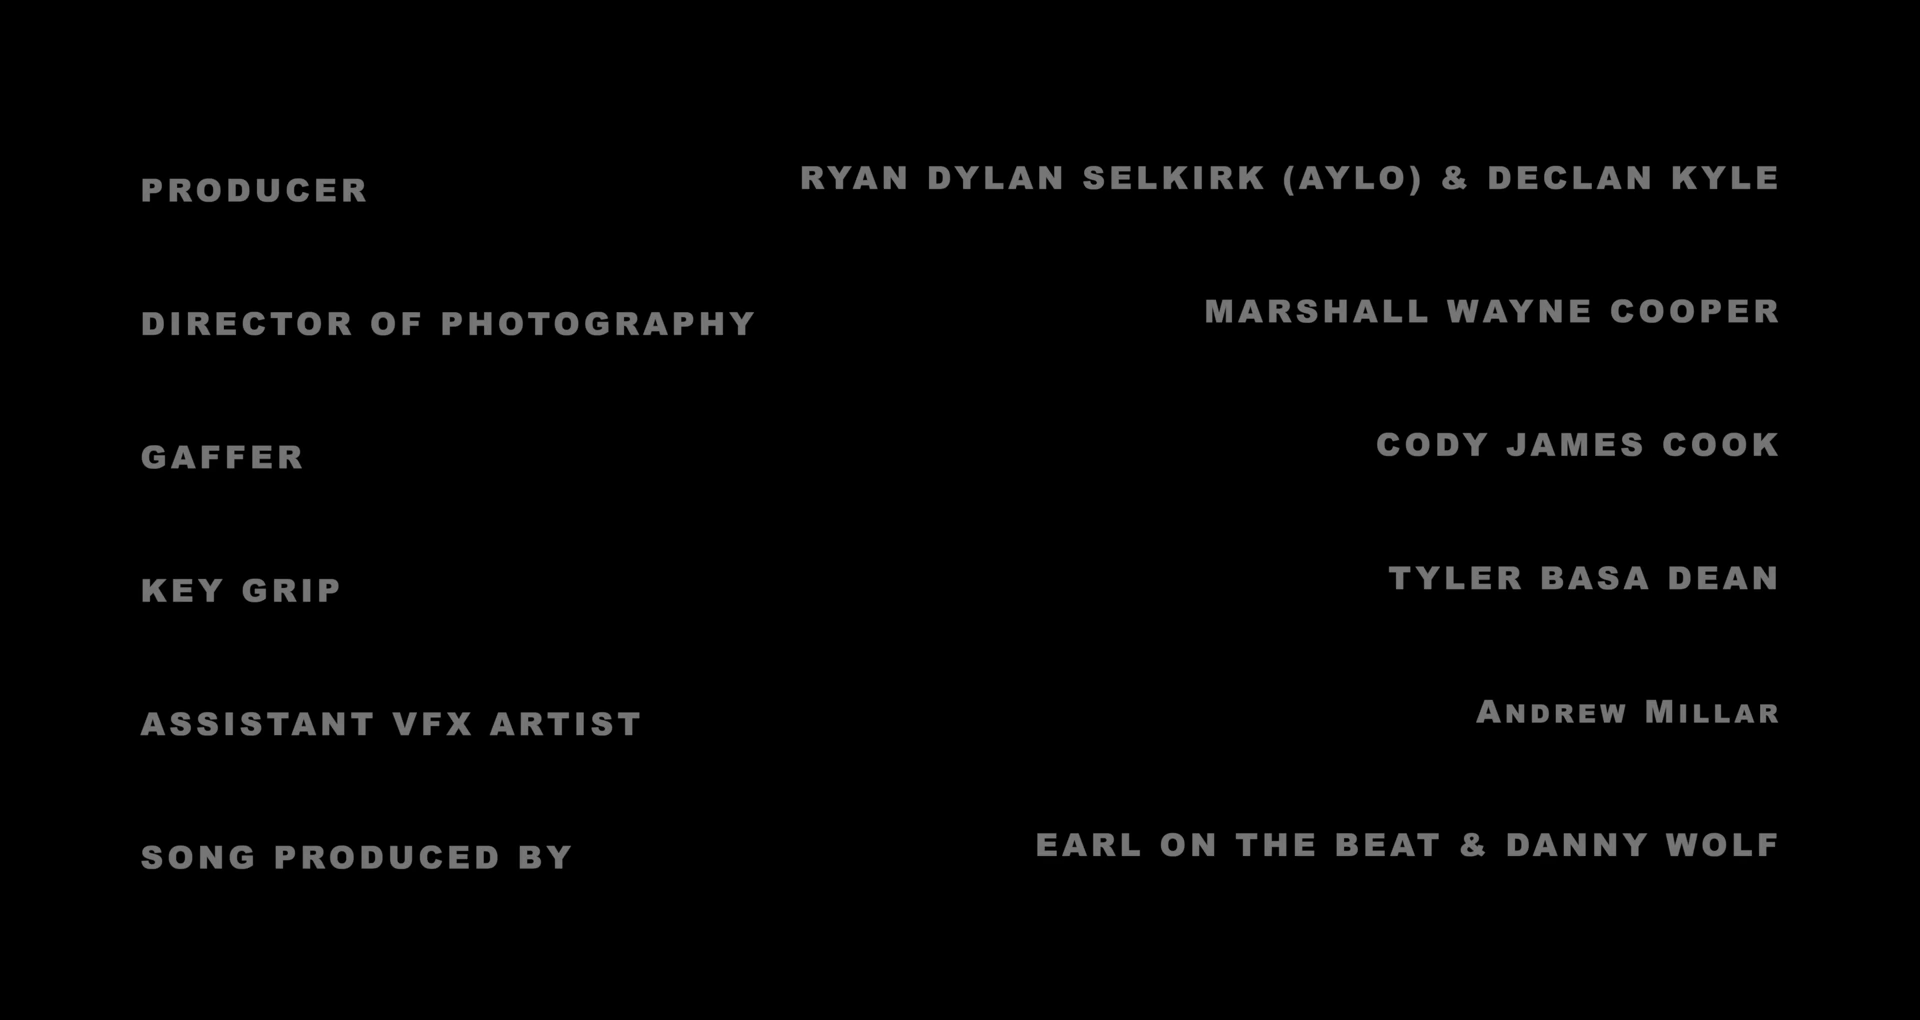 PRODUCER RYAN DYLAN SELKIRK (AYLO) & DECLAN KYLE
DIRECTOR OF PHOTOGRAPHY MARSHALL WAYNE COOPER
GAFFER CODY JAMES COOK
KEY GRIP TYLER BASA DEAN
ASSISTANT VFX ARTIST ANDREW MILLAR
SONG PRODUCED BY EARL ON THE BEAT & DANNY WOLF